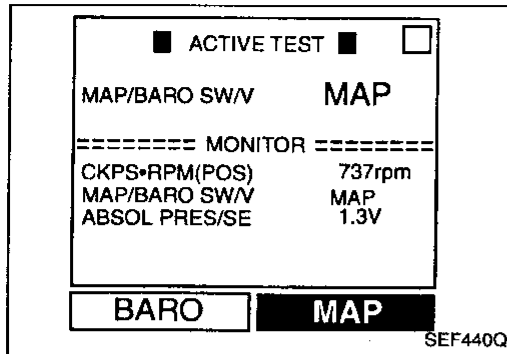 ■ ACTIVE TEST ■
MAP/BARO SW/V MAP
======== MONITOR ========
CKPS•RPM(POS) 737rpm
MAP/BARO SW/V MAP
ABSOL PRES/SE 1.3V
BARO MAP
SEF440Q